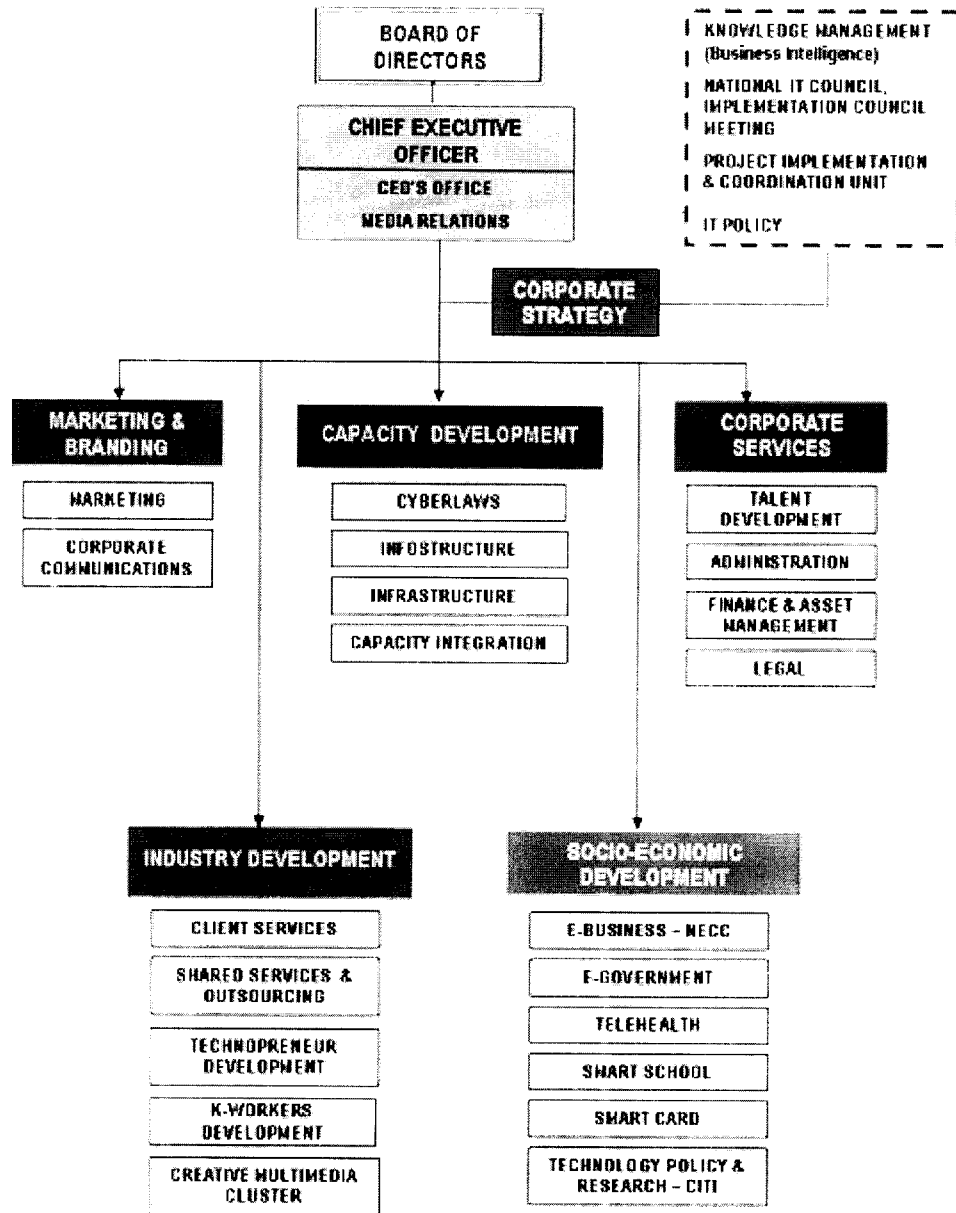 BOARD OF
DIRECTORS
CHIEF EXECUTIVE
OFFICER
CEO'S OFFICE
MEDIA RELATIONS
KNOWLEDGE MANAGEMENT
(Business Intelligence)
NATIONAL IT COUNCIL,
IMPLEMENTATION COUNCIL
MEETING
PROJECT IMPLEMENTATION
& COORDINATION UNIT
IT POLICY
CORPORATE
STRATEGY
MARKETING &
BRANDING
MARKETING
CORPORATE
COMMUNICATIONS
CAPACITY DEVELOPMENT
CYBERLAWS
INFOSTRUCTURE
INFRASTRUCTURE
CAPACITY INTEGRATION
CORPORATE
SERVICES
TALENT
DEVELOPMENT
ADMINISTRATION
FINANCE & ASSET
MANAGEMENT
LEGAL
INDUSTRY DEVELOPMENT
CLIENT SERVICES
SHARED SERVICES &
OUTSOURCING
TECHNOPRENEUR
DEVELOPMENT
K-WORKERS
DEVELOPMENT
CREATIVE MULTIMEDIA
CLUSTER
SOCIO-ECONOMIC
DEVELOPMENT
E-BUSINESS – NECC
E-GOVERNMENT
TELEHEALTH
SMART SCHOOL
SMART CARD
TECHNOLOGY POLICY &
RESEARCH – CITI